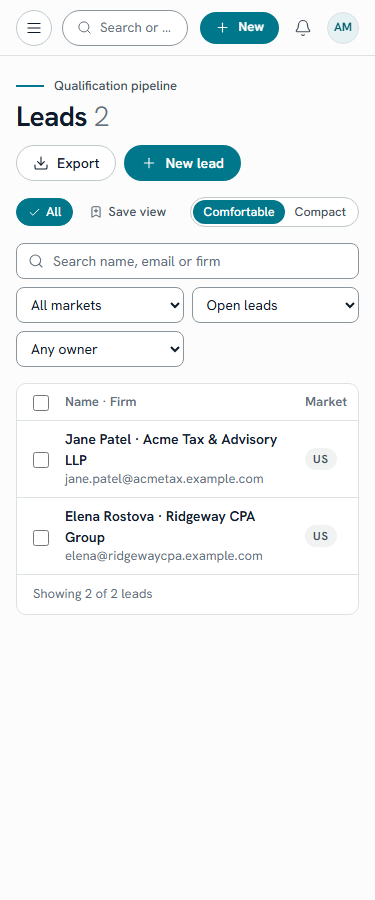 Search or ...
New
AM
Qualification pipeline
Leads 2
Export
New lead
All
Save view
Comfortable
Compact
Search name, email or firm
All markets
Open leads
Any owner
Name · Firm
Market
Jane Patel · Acme Tax & Advisory
LLP
jane.patel@acmetax.example.com
US
Elena Rostova · Ridgeway CPA
Group
elena@ridgewaycpa.example.com
US
Showing 2 of 2 leads